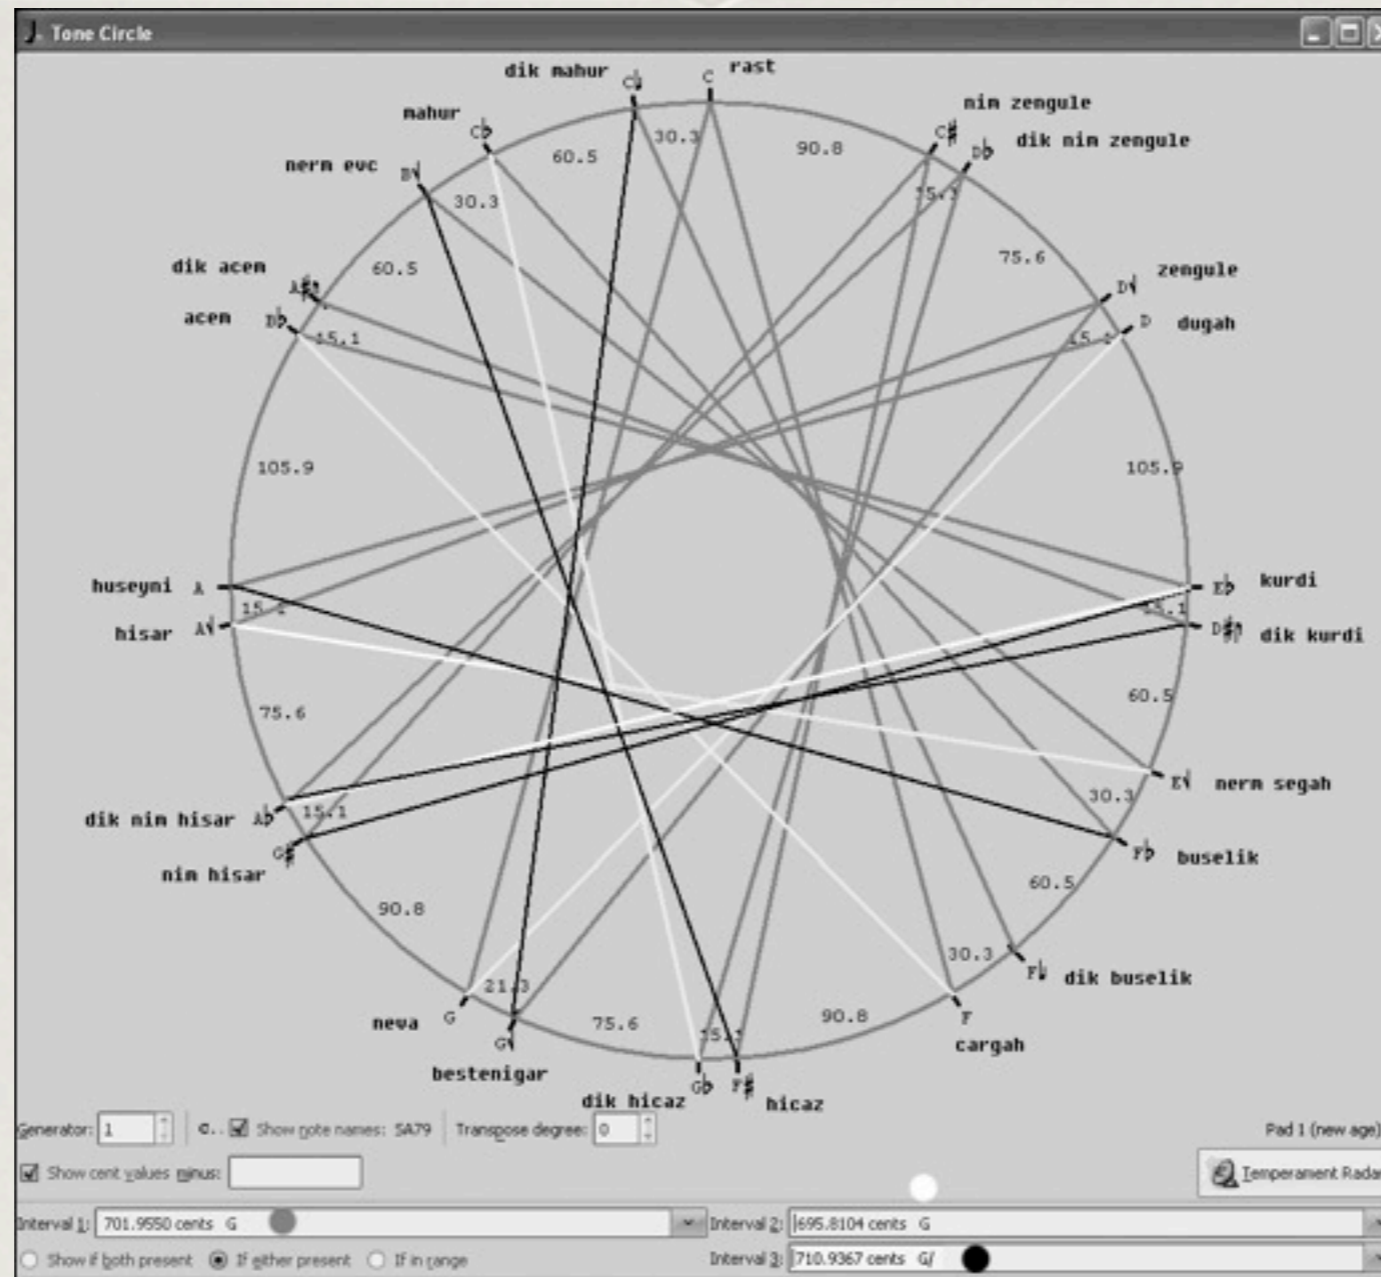 Tone Circle
dik mahur
C
rast
mahur
C♭
nim zengule
C
dik nim zengule
D♭
nerm evc
B
30.3
60.5
30.3
90.8
15.1
60.5
75.6
dik acem
A
acem
B♭
15.1
zengule
D
dugah
D
15.1
105.9
105.9
huseyni A
15.1
hisar A
E♭ kurdi
15.1
D dik kurdi
75.6
60.5
dik nim hisar A♭
15.1
nim hisar G
nerm segah
E
30.3
F♭
buselik
90.8
60.5
30.3
F dik buselik
neva G
21.3
75.6
15.1
90.8
F
cargah
G
bestenigar
dik hicaz G♭
F hicaz
Generator: 1
Show note names: SA79
Transpose degree: 0
Pad 1 (new age)
Show cent values minus:
Temperament Radar
Interval 1: 701.9550 cents G
Interval 2: 695.8104 cents G
Show if both present
If either present
If in range
Interval 3: 710.9367 cents G/